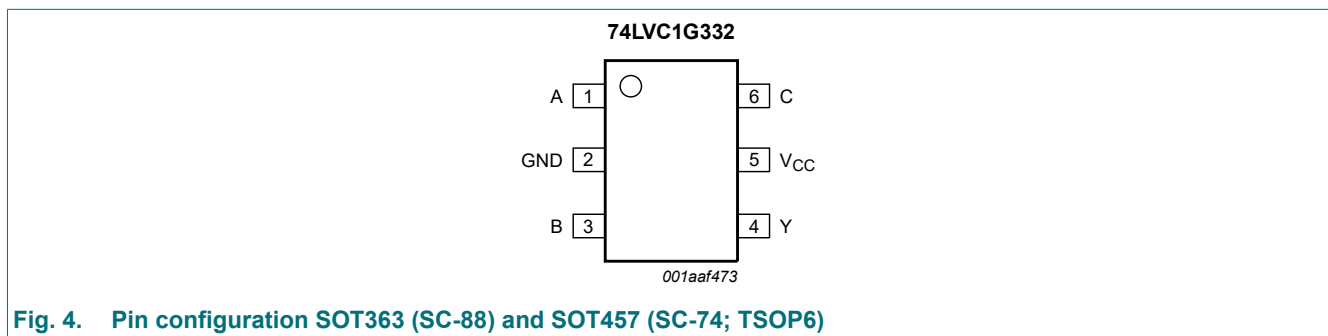 74LVC1G332
A 1 6 C
GND 2 5 VCC
B 3 4 Y
001aaf473
Fig. 4. Pin configuration SOT363 (SC-88) and SOT457 (SC-74; TSOP6)